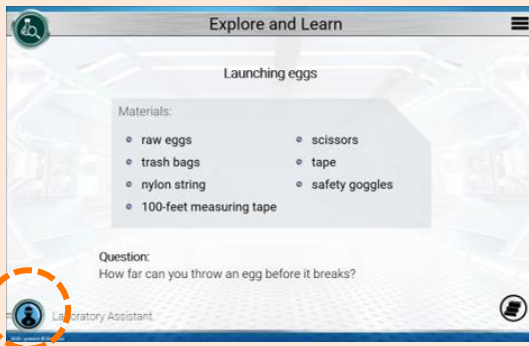 Explore and Learn
Launching eggs
Materials:
raw eggs
scissors
trash bags
tape
nylon string
safety goggles
100-feet measuring tape
Question:
How far can you throw an egg before it breaks?
Laboratory Assistant